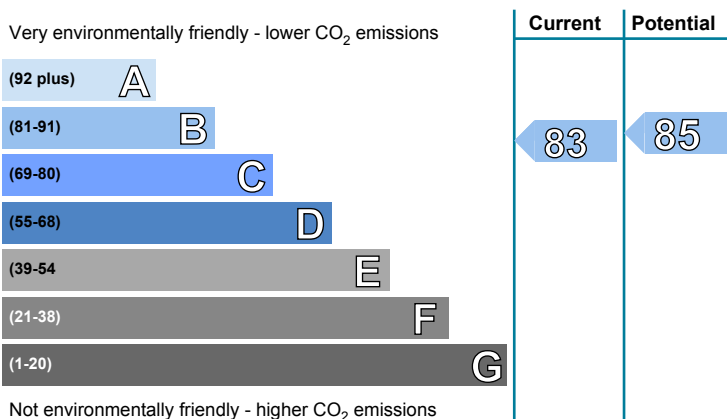 Very environmentally friendly - lower CO2 emissions
Current
Potential
(92 plus) A
(81-91) B
(69-80) C
(55-68) D
(39-54 E
(21-38) F
(1-20) G
83
85
Not environmentally friendly - higher CO2 emissions